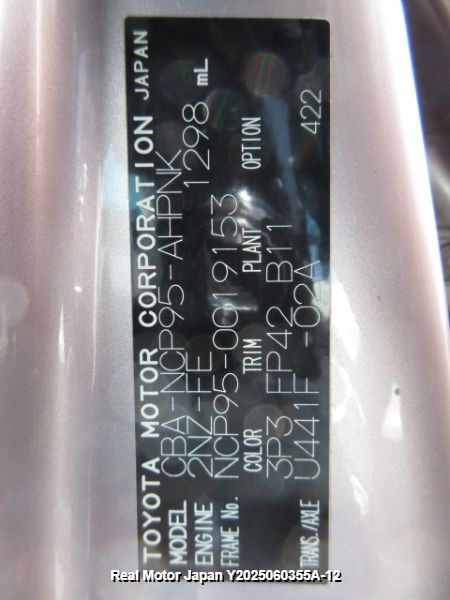 TOYOTA MOTOR CORPORATION JAPAN
MODEL CBA-NCP95-AHPNK
ENGINE 2NZ-FE 1298 mL
FRAME No. NCP95-0019153
COLOR TRIM PLANT OPTION
3P3 FP42 B11
TRANS./AXLE U441F -02A 422
Real Motor Japan Y2025060355A-12